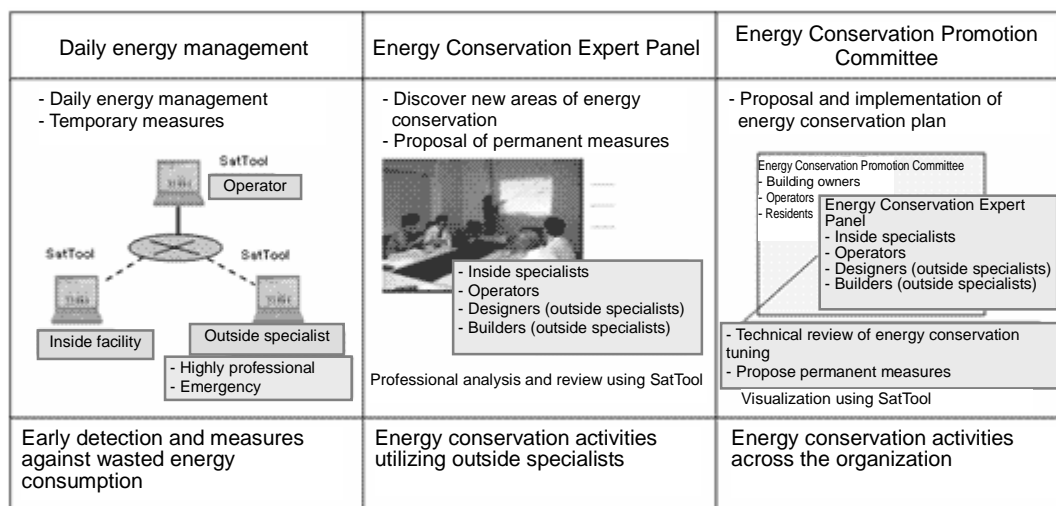 Daily energy management
Energy Conservation Expert Panel
Energy Conservation Promotion
Committee
- Daily energy management
- Temporary measures
SatTool
Operator
SatTool
SatTool
Inside facility
Outside specialist
- Highly professional
- Emergency
- Discover new areas of energy
conservation
- Proposal of permanent measures
- Inside specialists
- Operators
- Designers (outside specialists)
- Builders (outside specialists)
Professional analysis and review using SatTool
- Proposal and implementation of
energy conservation plan
Energy Conservation Promotion Committee
- Building owners
- Operators
- Residents
Energy Conservation Expert
Panel
- Inside specialists
- Operators
- Designers (outside specialists)
- Builders (outside specialists)
- Technical review of energy conservation
tuning
- Propose permanent measures
Visualization using SatTool
Early detection and measures
against wasted energy
consumption
Energy conservation activities
utilizing outside specialists
Energy conservation activities
across the organization